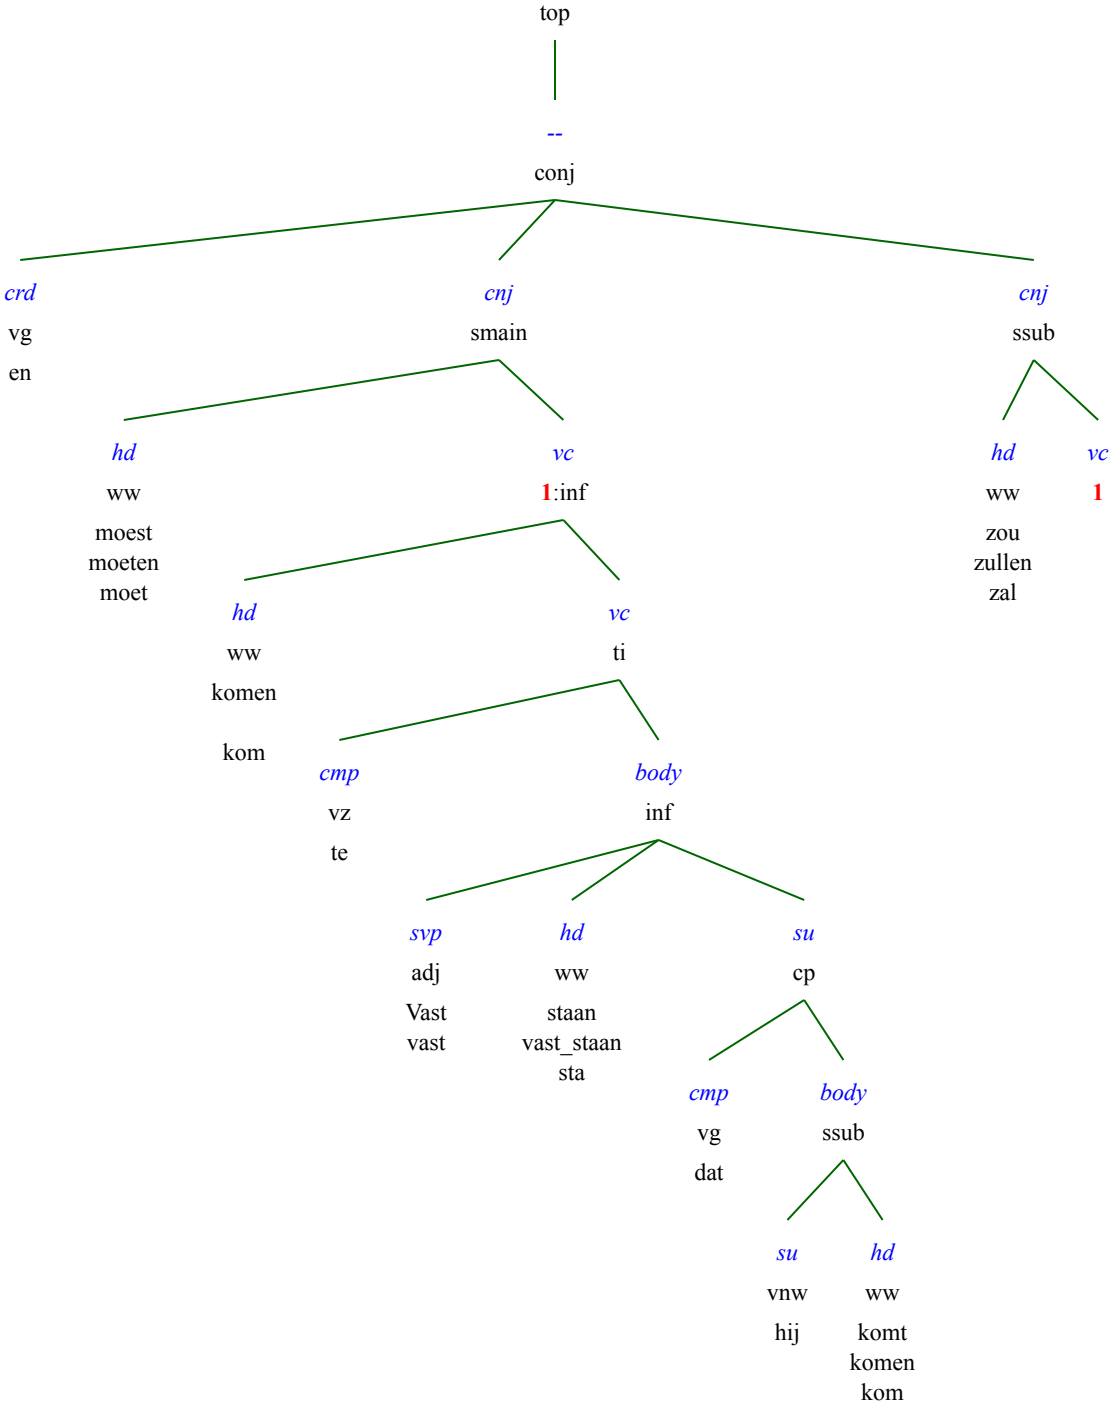 top
--
conj
crd cnj cnj
vg smain ssub
en
hd vc hd vc
ww 1:inf ww 1
moest zou
moeten zullen
moet zal
hd vc
ww ti
komen
kom
cmp body
vz inf
te
svp hd su
adj ww cp
Vast staan
vast vast_staan
sta
cmp body
vg ssub
dat
su hd
vnw ww
hij komt
komen
kom